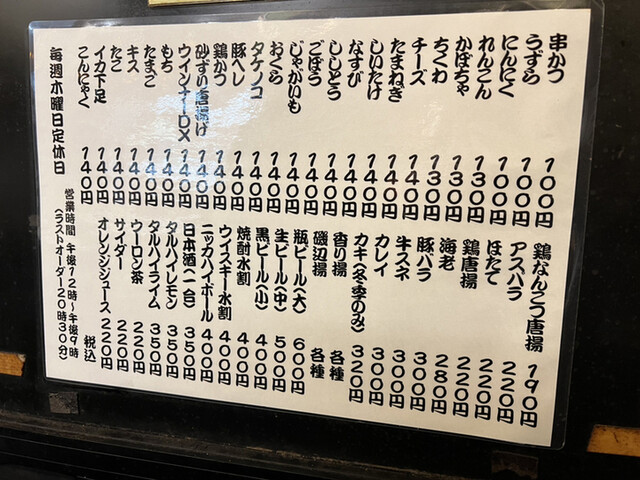 串かつ 100円
うずら 100円
にんにく 100円
れんこん 130円
かぼちゃ 130円
ちくわ 130円
チーズ 140円
たまねぎ 140円
しいたけ 140円
なすび 140円
ししとう 140円
ごぼう 140円
じゃがいも 140円
おくら 140円
タケノコ 140円
豚ヘレ 140円
鶏かつ 140円
砂ずり唐揚げ 140円
ウインナーDX 140円
もち 140円
たまご 140円
キス 140円
たこ 140円
イカ下足 140円
こんにゃく 140円
鶏なんこつ唐揚 190円
アスパラ 220円
ほたて 220円
鶏唐揚 220円
海老 280円
豚バラ 300円
牛スネ 300円
カレイ 300円
カキ(冬季のみ) 320円
香り揚 各種
磯辺揚 各種
瓶ビール(大) 600円
生ビール(中) 500円
黒ビール(小) 400円
焼酎水割 400円
ウイスキー水割 400円
ニッカハイボール 400円
日本酒(一合) 350円
タルハイレモン 350円
タルハイライム 350円
ウーロン茶 220円
サイダー 220円
オレンジジュース 220円
税込
毎週木曜日定休日
営業時間 午後12時～午後9時
(ラストオーダー20時30分)